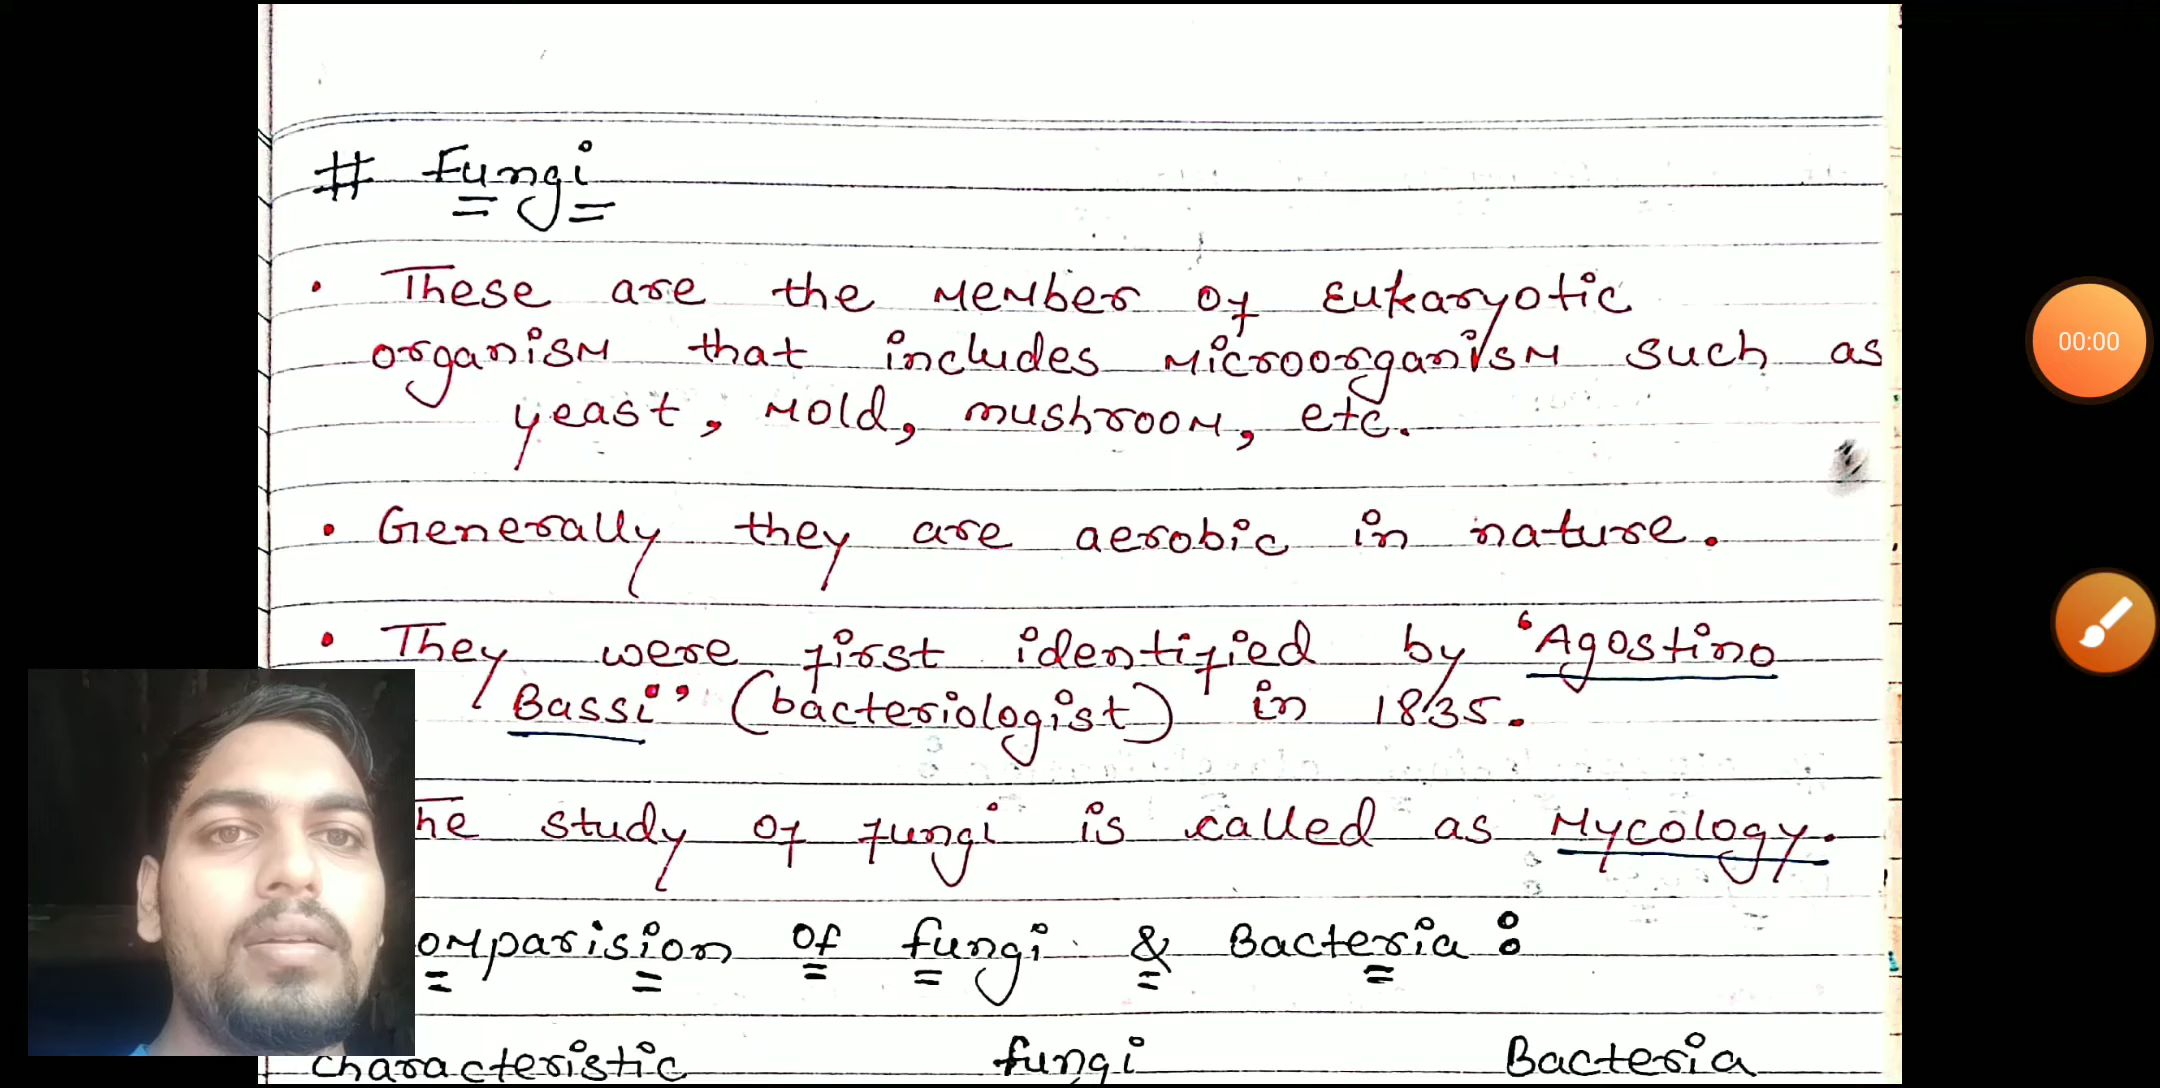 # Fungi
• These are the member of eukaryotic
organism that includes microorganism such as
yeast, mold, mushroom, etc.
• Generally they are aerobic in nature.
• They were first identified by "Agostino
Bassi" (bacteriologist) in 1835.
The study of fungi is called as Mycology.
omparision of fungi & Bacteria :
characteristic fungi Bacteria
00:00